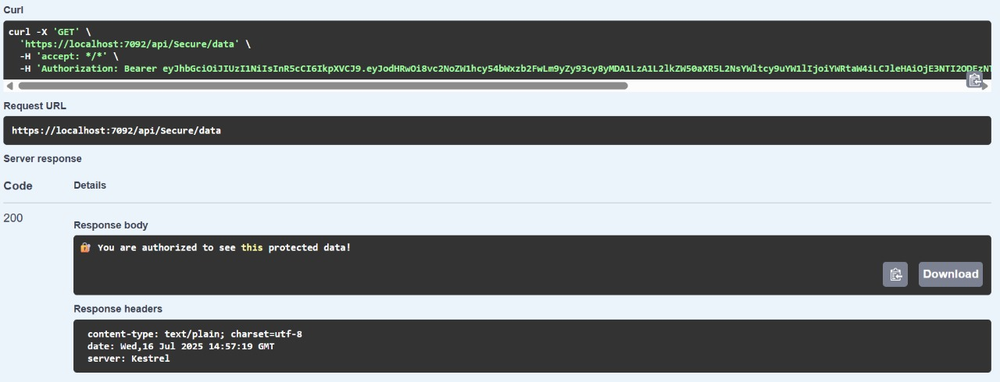 Curl
curl -X 'GET' \
'https://localhost:7092/api/Secure/data' \
-H 'accept: */*' \
-H 'Authorization: Bearer eyJhbGciOiJIUzI1NiIsInR5cCI6IkpXVCJ9.eyJodHRwOi8vc2NoZW1hcy54bWxzb2FwLm9yZy93cy8yMDA1LzA1L2lkZW50aXR5L2NsYWltcy9uYW1lIjoiYWRtaW4iLCJleHAiOjE3NTI2ODEzNT
Request URL
https://localhost:7092/api/Secure/data
Server response
Code Details
200
Response body
🔐 You are authorized to see this protected data!
Download
Response headers
content-type: text/plain; charset=utf-8
date: Wed,16 Jul 2025 14:57:19 GMT
server: Kestrel